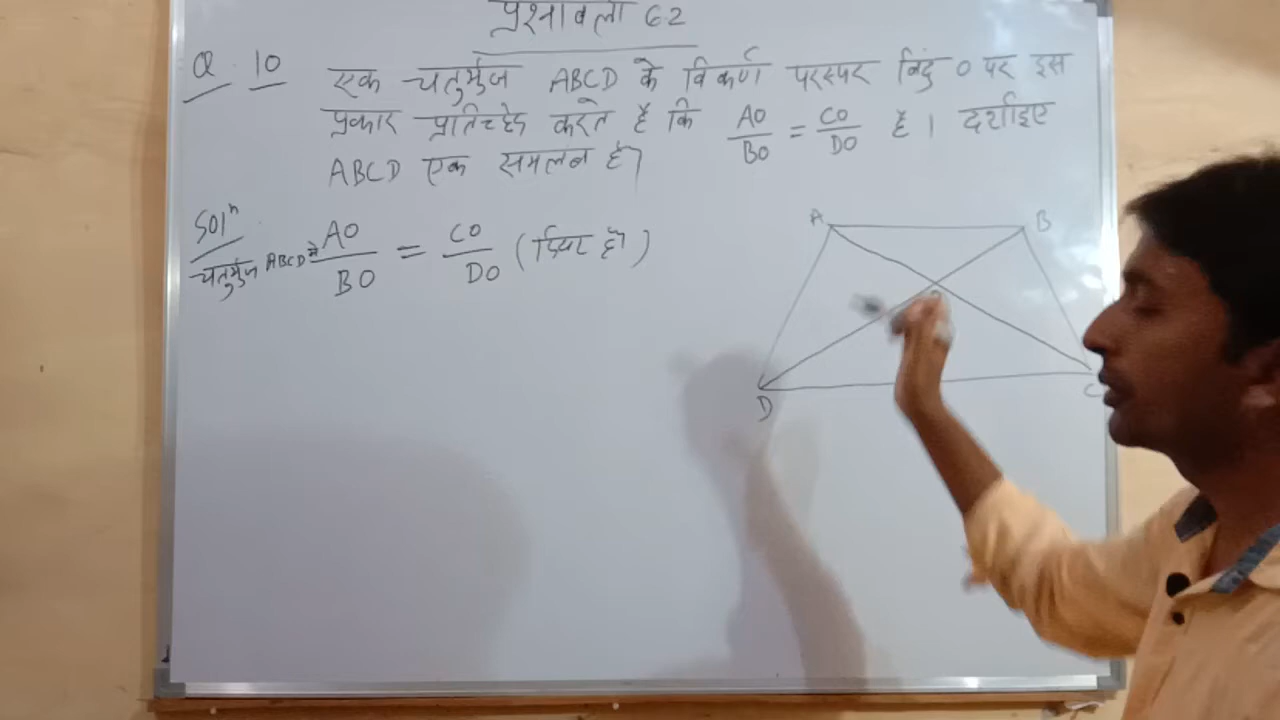 प्रश्नावली 6.2
Q. 10 एक चतुर्भुज ABCD के विकर्ण परस्पर बिंदु O पर इस
प्रकार प्रतिच्छेद करते हैं कि AO/BO = CO/DO है। दर्शाइए
ABCD एक समलंब है।
Solⁿ
चतुर्भुज ABCD में AO/BO = CO/DO (दिया है)
A B
O
D C